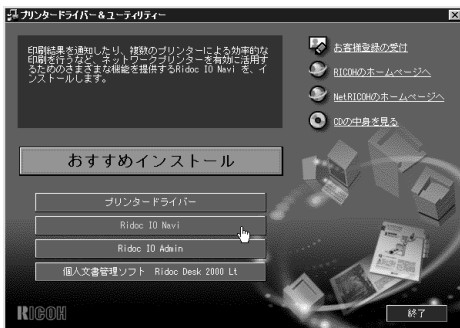 プリンタードライバー&ユーティリティー
印刷結果を通知したり、複数のプリンターによる効率的な
印刷を行うなど、ネットワークプリンターを有効に活用す
るためのさまざまな機能を提供するRidoc IO Navi を、イ
ンストールします。
お客様登録の受付
RICOHのホームページへ
NetRICOHのホームページへ
CDの中身を見る
おすすめインストール
プリンタードライバー
Ridoc IO Navi
Ridoc IO Admin
個人文書管理ソフト Ridoc Desk 2000 Lt
RICOH
終了